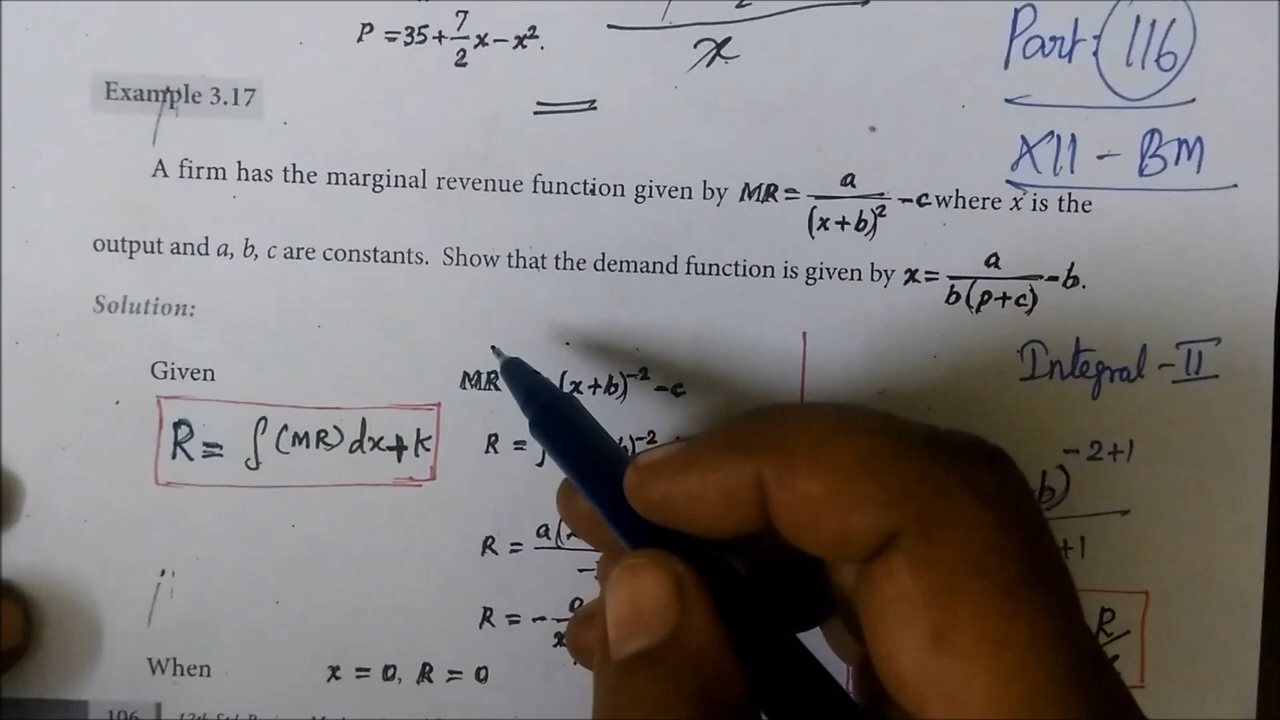 P = 35 + 7/2 x − x².
x
Part: 116
XII - BM
Example 3.17
A firm has the marginal revenue function given by MR = a/(x+b)² − c where x is the
output and a, b, c are constants. Show that the demand function is given by x = a/(b(p+c)) − b.
Solution:
Integral - II
Given MR (x+b)⁻² − c
R = ∫(MR) dx + k
R = ∫ )⁻²
b)⁻²⁺¹
+1
R = a(
R = −
R
When x = 0, R = 0
106